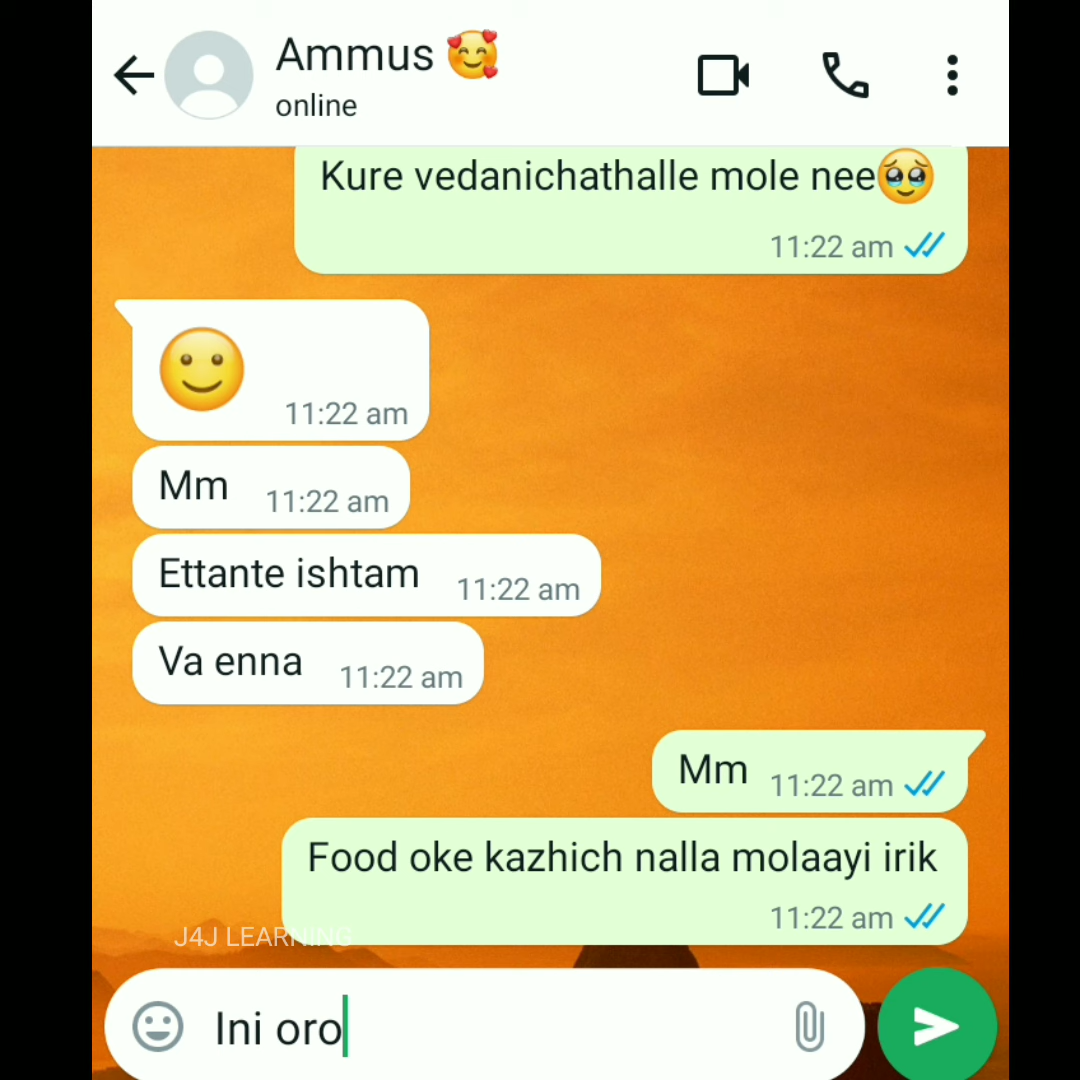 Ammus 🥰
online
Kure vedanichathalle mole nee🥹
11:22 am
🙂 11:22 am
Mm 11:22 am
Ettante ishtam 11:22 am
Va enna 11:22 am
Mm 11:22 am
Food oke kazhich nalla molaayi irik
11:22 am
J4J LEARNING
Ini oro